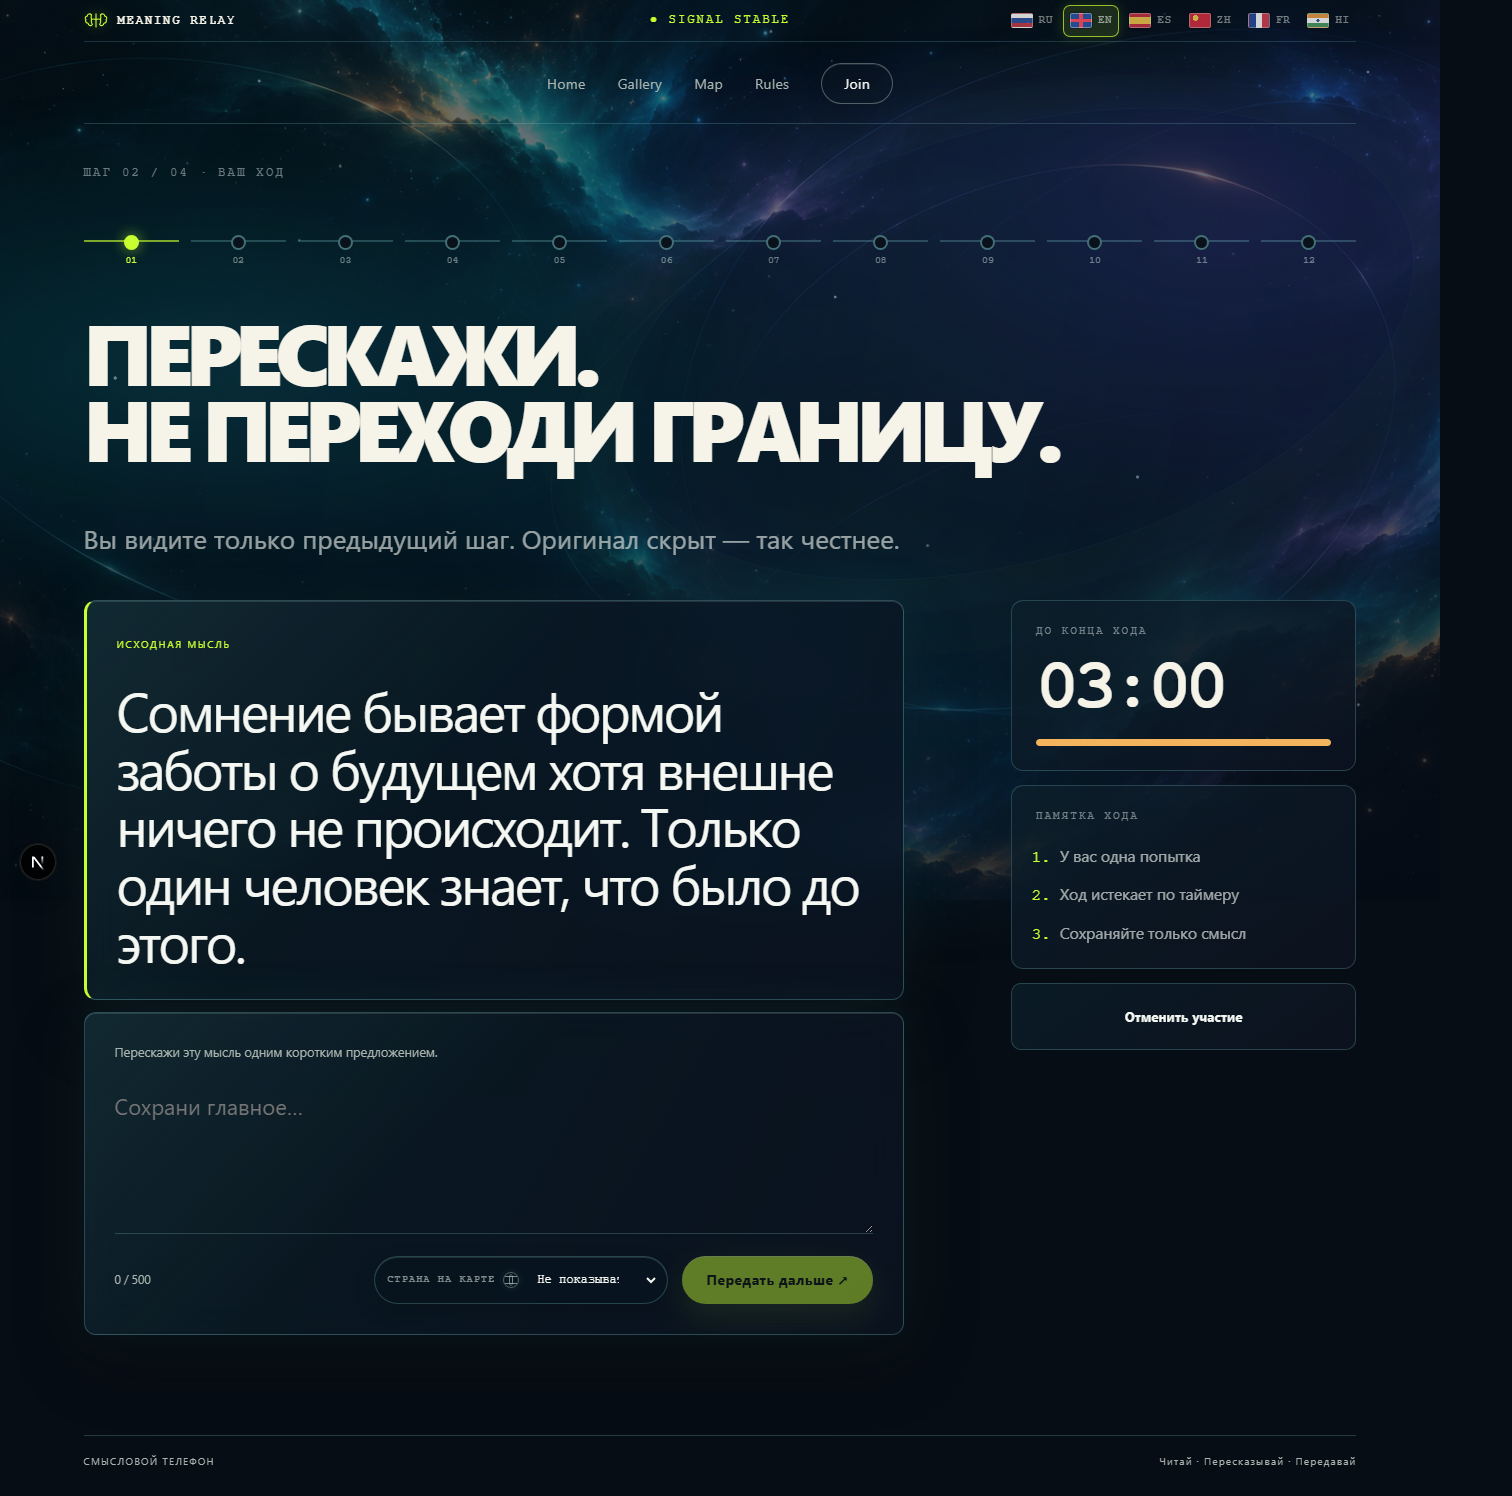 MEANING RELAY
SIGNAL STABLE
RU EN ES ZH FR HI
Home Gallery Map Rules Join
ШАГ 02 / 04 · ВАШ ХОД
01 02 03 04 05 06 07 08 09 10 11 12
ПЕРЕСКАЖИ.
НЕ ПЕРЕХОДИ ГРАНИЦУ.
Вы видите только предыдущий шаг. Оригинал скрыт — так честнее.
ИСХОДНАЯ МЫСЛЬ
Сомнение бывает формой
заботы о будущем хотя внешне
ничего не происходит. Только
один человек знает, что было до
этого.
ДО КОНЦА ХОДА
03:00
ПАМЯТКА ХОДА
1. У вас одна попытка
2. Ход истекает по таймеру
3. Сохраняйте только смысл
Отменить участие
Перескажи эту мысль одним коротким предложением.
Сохрани главное...
0 / 500
СТРАНА НА КАРТЕ
Не показыва
Передать дальше ↗
СМЫСЛОВОЙ ТЕЛЕФОН
Читай · Пересказывай · Передавай